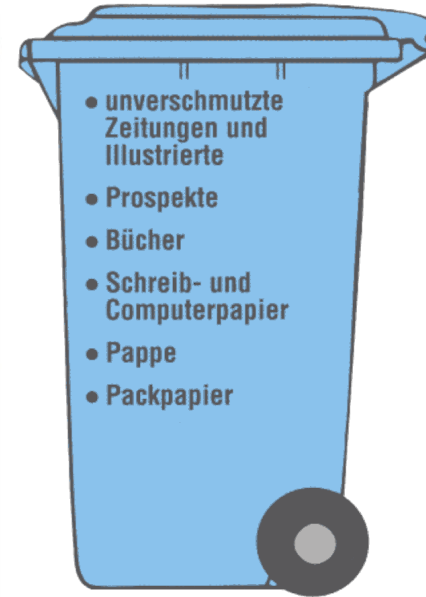 • unverschmutzte
Zeitungen und
Illustrierte
• Prospekte
• Bücher
• Schreib- und
Computerpapier
• Pappe
• Packpapier